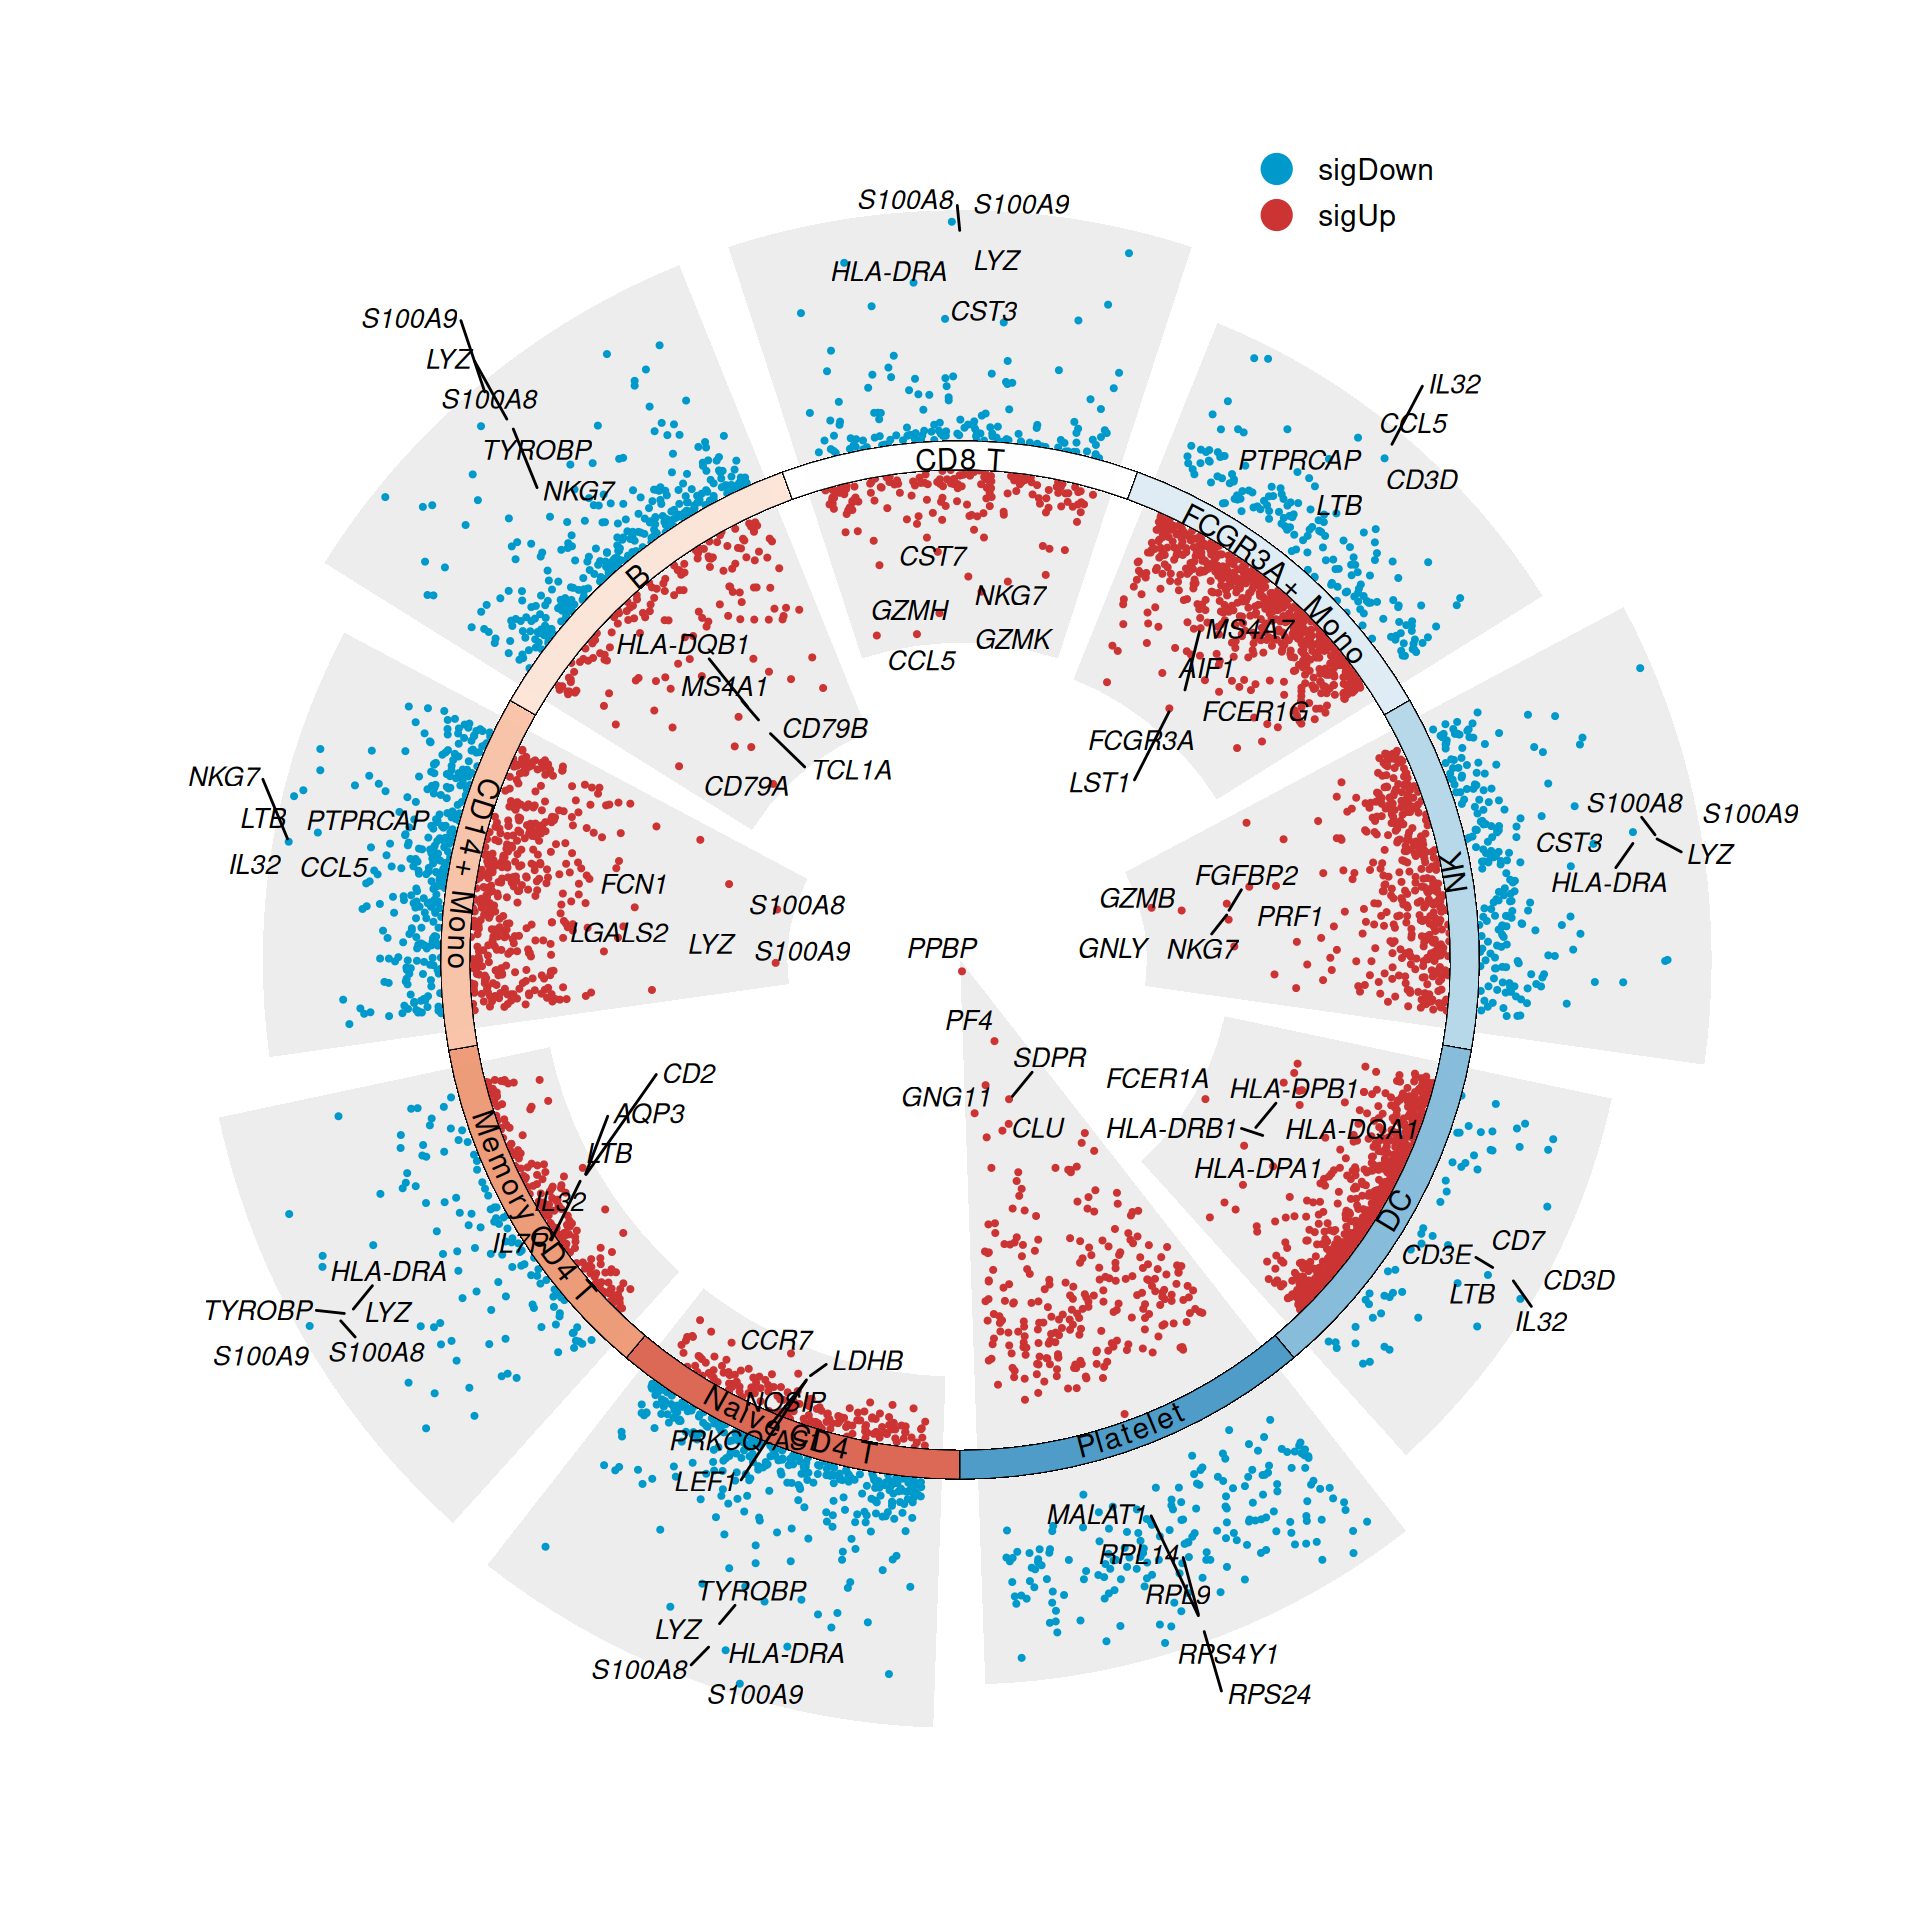 sigDown
sigUp
S100A8
S100A9
LYZ
HLA-DRA
CST3
CD8 T
CST7
NKG7
GZMH
GZMK
CCL5
IL32
CCL5
PTPRCAP
CD3D
LTB
FCGR3A+ Mono
MS4A7
AIF1
FCER1G
FCGR3A
LST1
S100A8
S100A9
CST3
LYZ
HLA-DRA
NK
FGFBP2
GZMB
PRF1
GNLY
NKG7
FCER1A
HLA-DPB1
HLA-DRB1
HLA-DQA1
HLA-DPA1
DC
CD7
CD3E
CD3D
LTB
IL32
PPBP
PF4
SDPR
GNG11
CLU
Platelet
MALAT1
RPL14
RPL9
RPS4Y1
RPS24
CCR7
LDHB
NOSIP
Naive CD4 T
PRKCQ-AS1
LEF1
TYROBP
LYZ
HLA-DRA
S100A8
S100A9
CD2
AQP3
LTB
IL32
IL7R
Memory CD4 T
HLA-DRA
TYROBP
LYZ
S100A9
S100A8
NKG7
LTB
PTPRCAP
IL32
CCL5
CD14+ Mono
FCN1
S100A8
LGALS2
LYZ
S100A9
S100A9
LYZ
S100A8
TYROBP
NKG7
B
HLA-DQB1
MS4A1
CD79B
TCL1A
CD79A